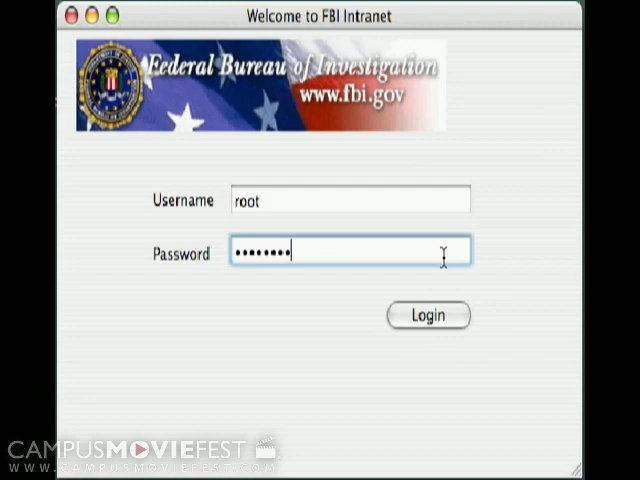 Welcome to FBI Intranet
Federal Bureau of Investigation
www.fbi.gov
Username root
Password ••••••••
Login
CAMPUSMOVIEFEST
WWW.CAMPUSMOVIEFEST.COM